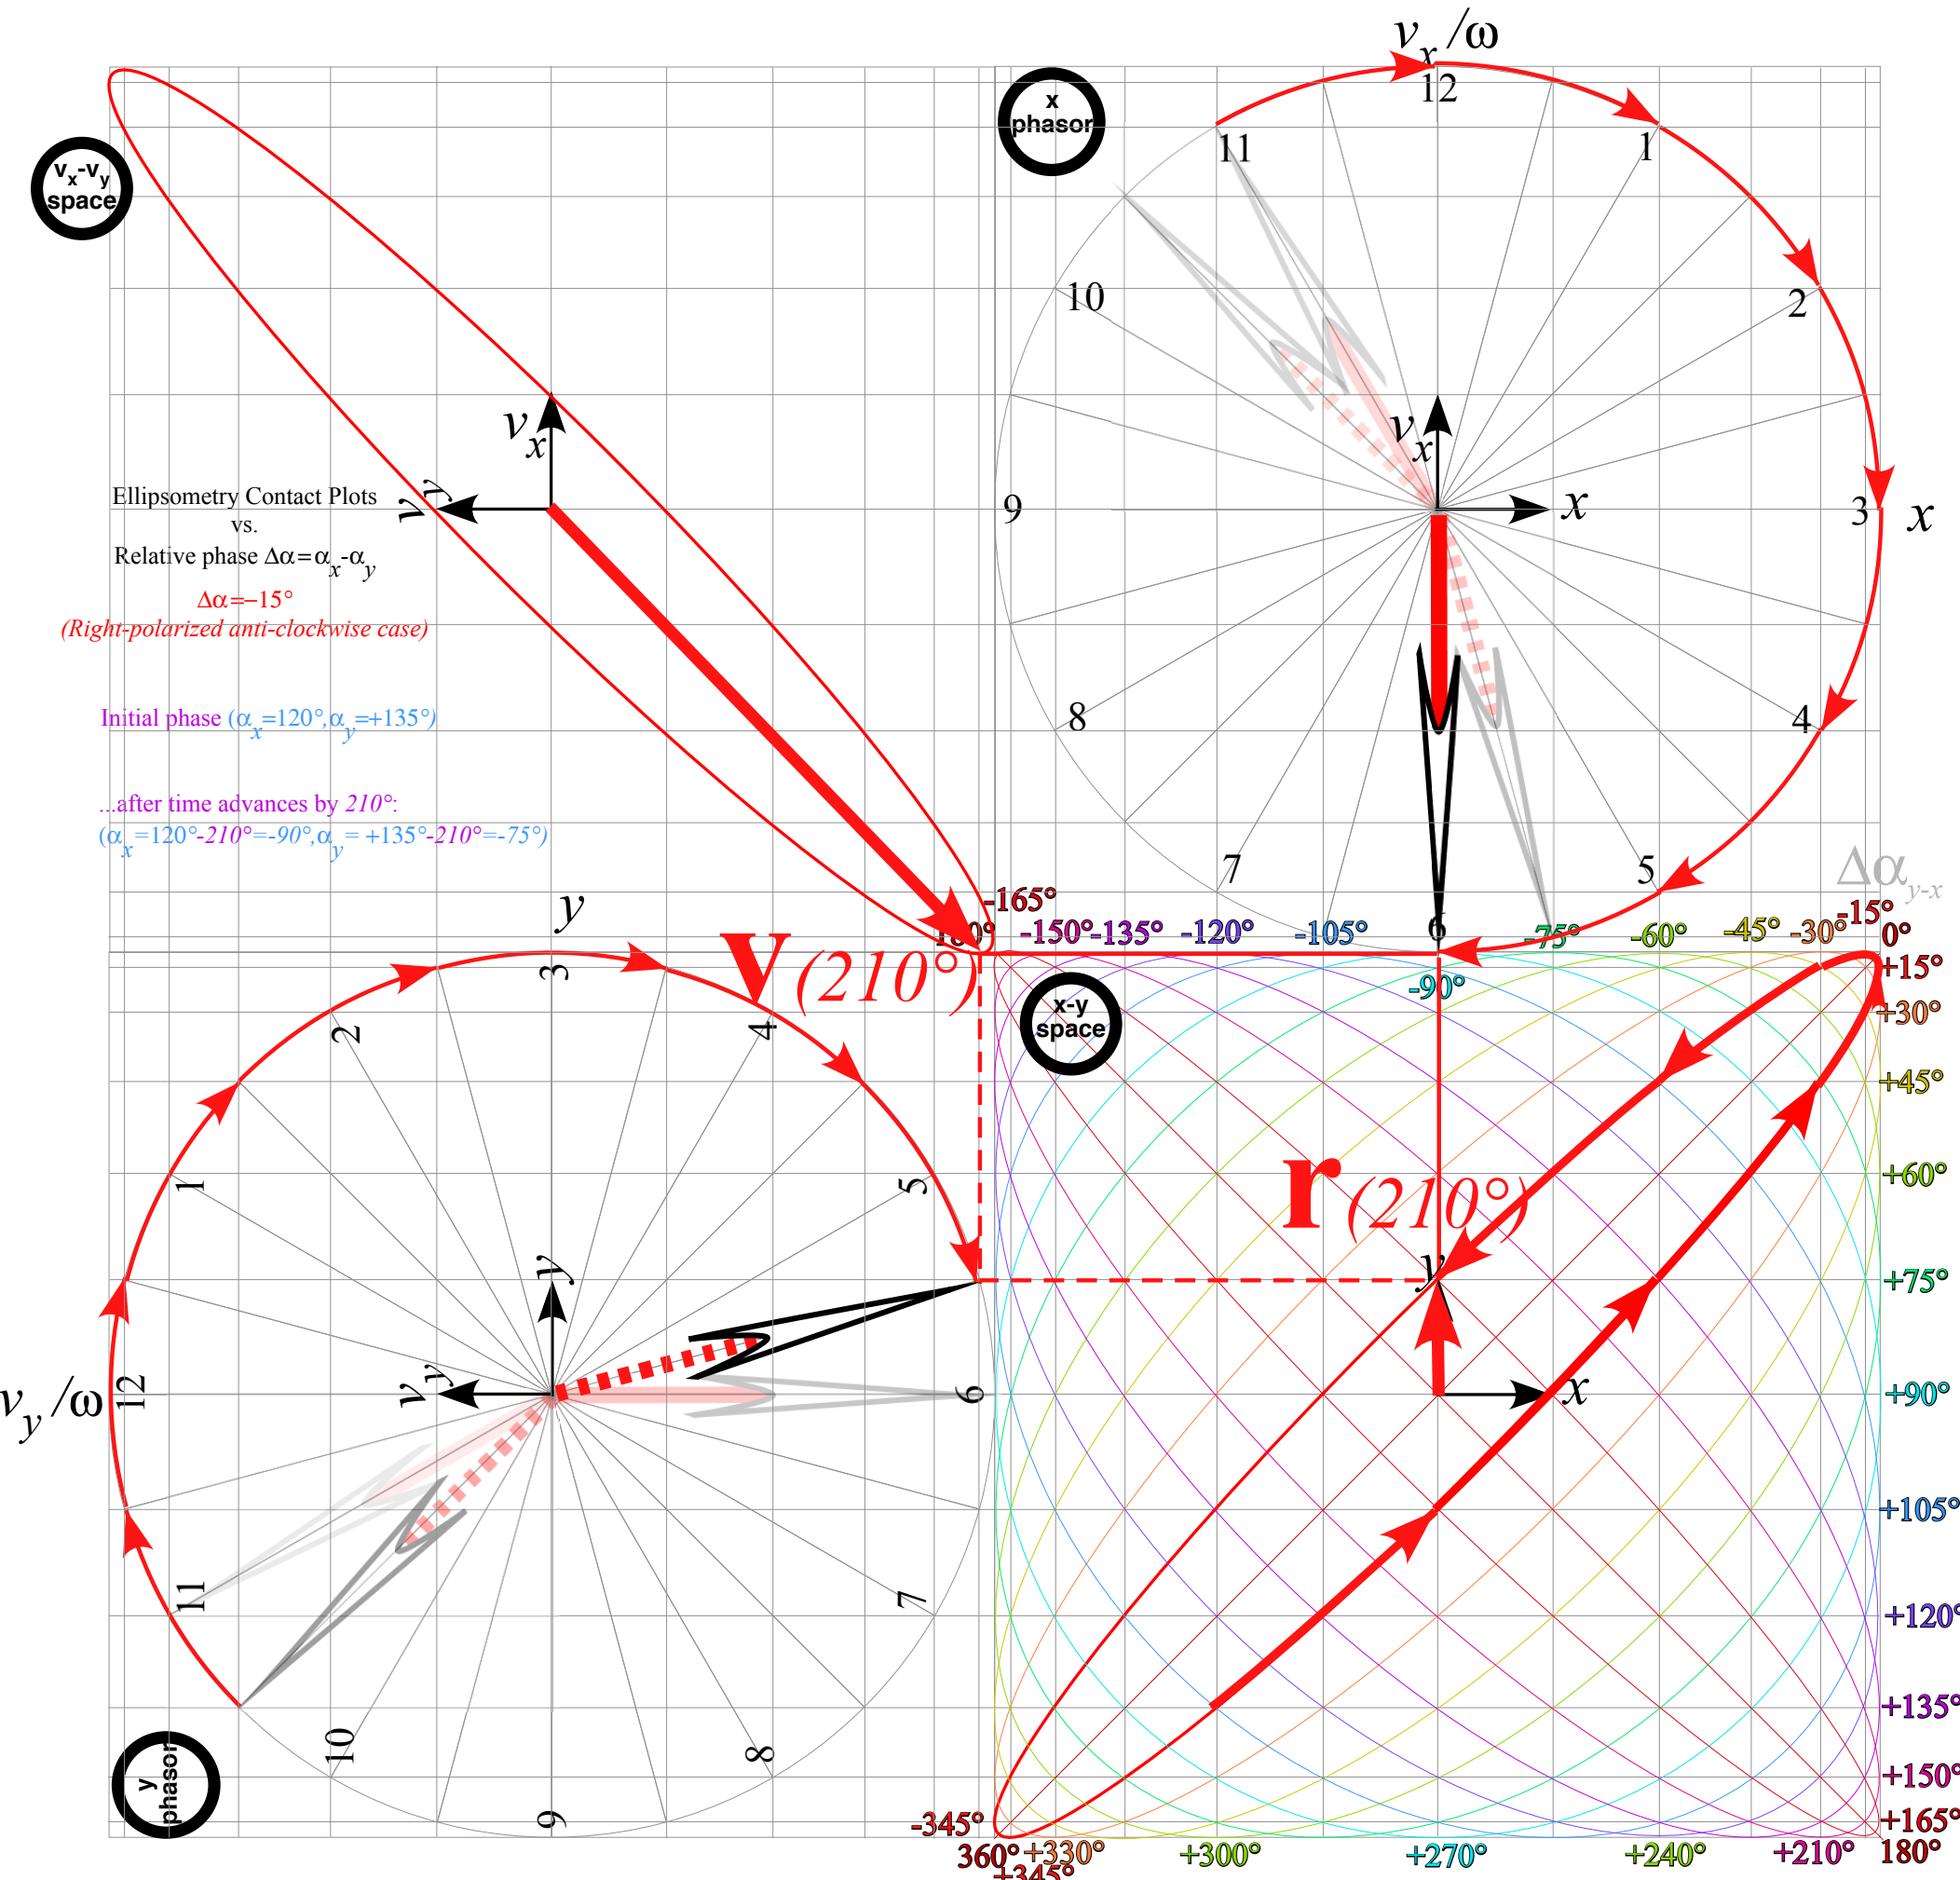 v_x /ω
x phasor
12
11
1
v_x-v_y space
10
2
v_x
v_x
x
9
3
x
v_y
Ellipsometry Contact Plots
vs.
Relative phase Δα=α_x-α_y
Δα=−15°
(Right-polarized anti-clockwise case)
8
4
Initial phase (α_x=120°,α_y=+135°)
...after time advances by 210°:
(α_x=120°-210°=-90°,α_y= +135°-210°=-75°)
7
5
6
Δα_y-x
-165°
-15°
180°
-150°
-135°
-120°
-105°
-75°
-60°
-45°
-30°
0°
-90°
y
v(210°)
3
2
4
1
5
x-y space
+15°
+30°
+45°
+60°
+75°
r(210°)
y
y
v_y
v_y /ω
12
6
x
+90°
+105°
11
7
+120°
10
8
+135°
y phasor
9
+150°
+165°
-345°
360°
+345°
+330°
+300°
+270°
+240°
+210°
180°